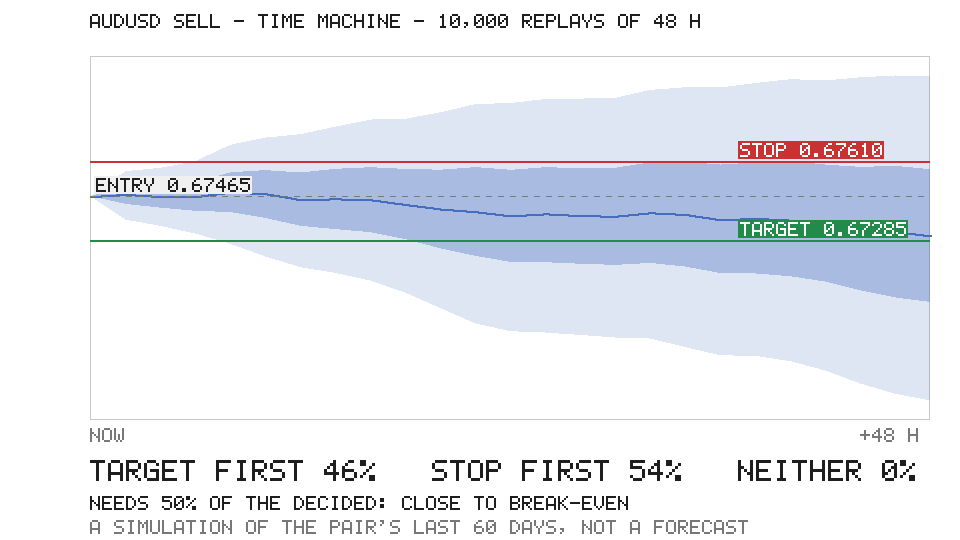 AUDUSD SELL – TIME MACHINE – 10,000 REPLAYS OF 48 H
STOP 0.67610
ENTRY 0.67465
TARGET 0.67285
NOW
+48 H
TARGET FIRST 46% STOP FIRST 54% NEITHER 0%
NEEDS 50% OF THE DECIDED: CLOSE TO BREAK-EVEN
A SIMULATION OF THE PAIR'S LAST 60 DAYS, NOT A FORECAST